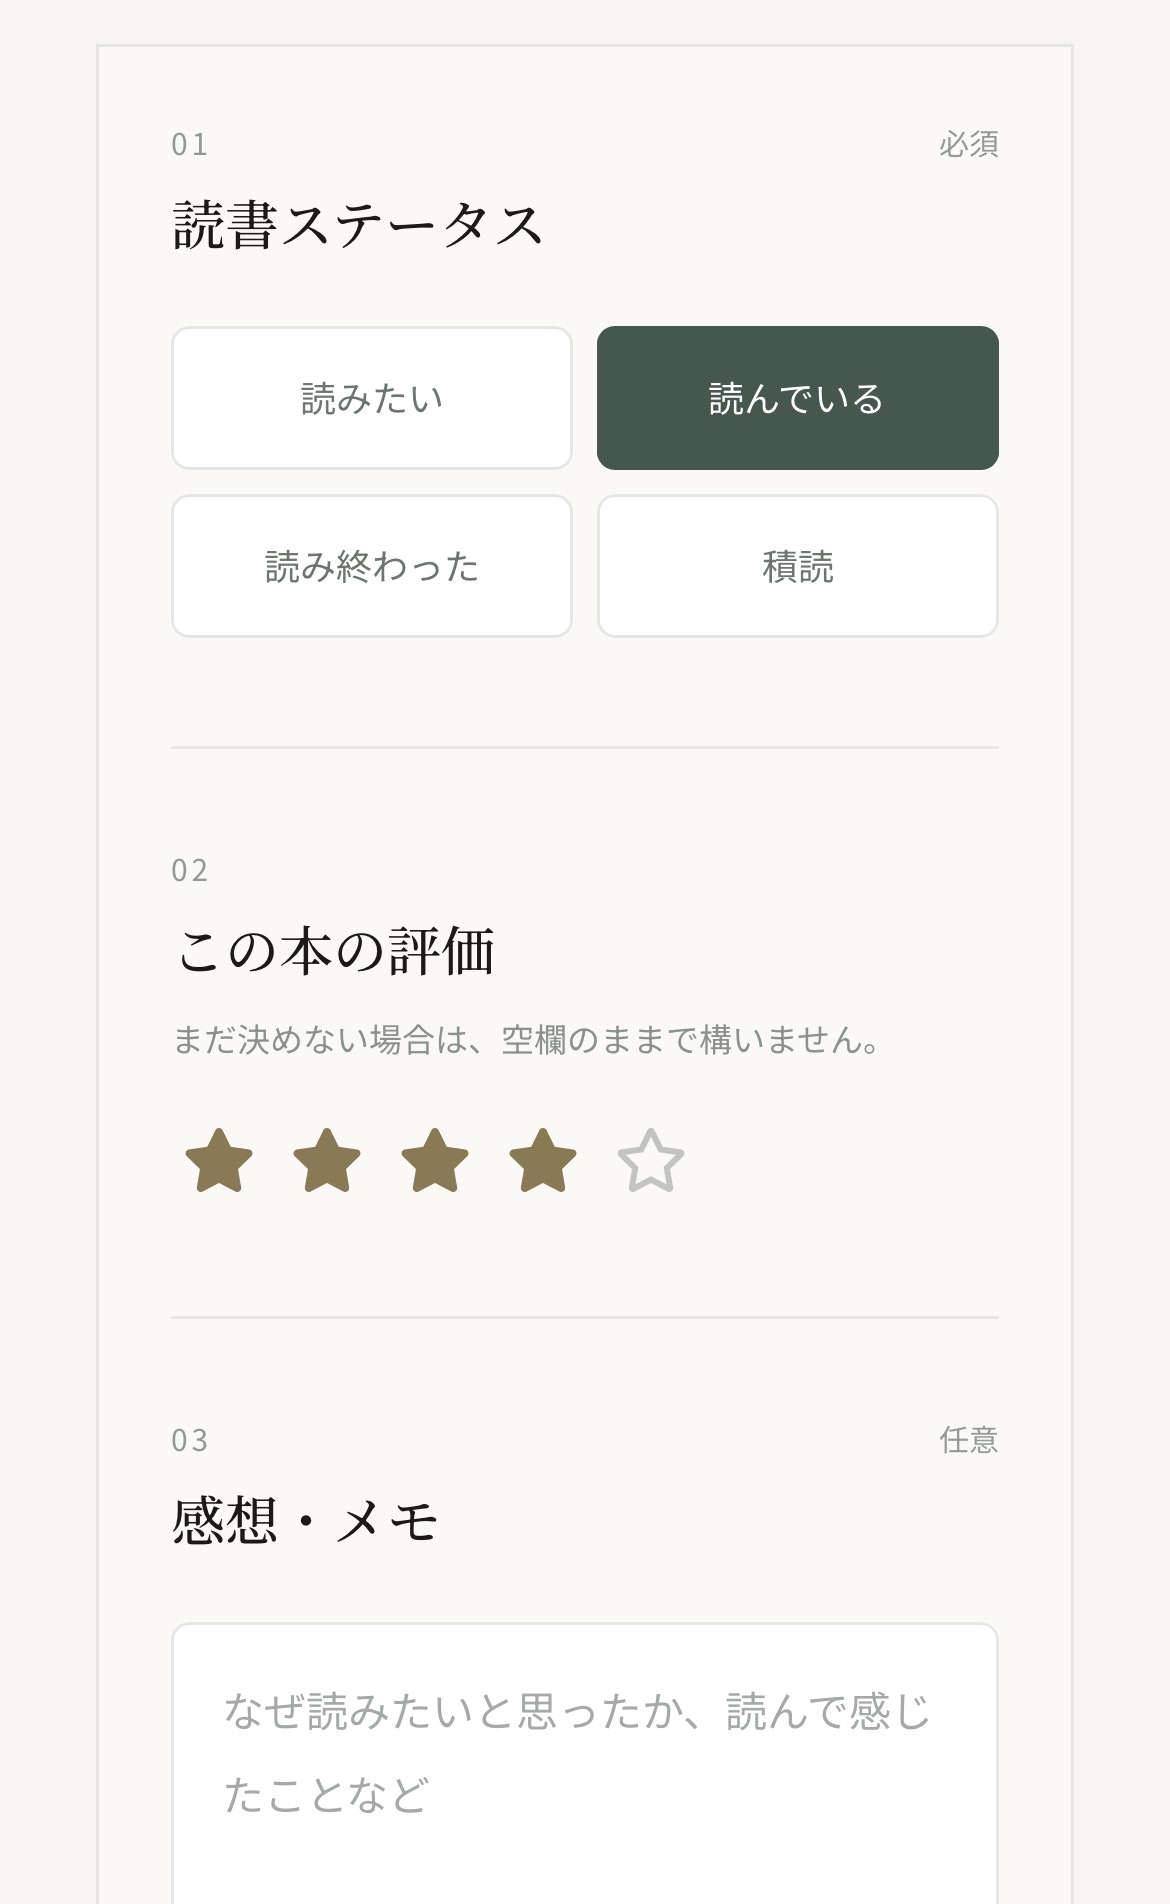 01
必須
読書ステータス
読みたい
読んでいる
読み終わった
積読
02
この本の評価
まだ決めない場合は、空欄のままで構いません。
03
任意
感想・メモ
なぜ読みたいと思ったか、読んで感じ
たことなど